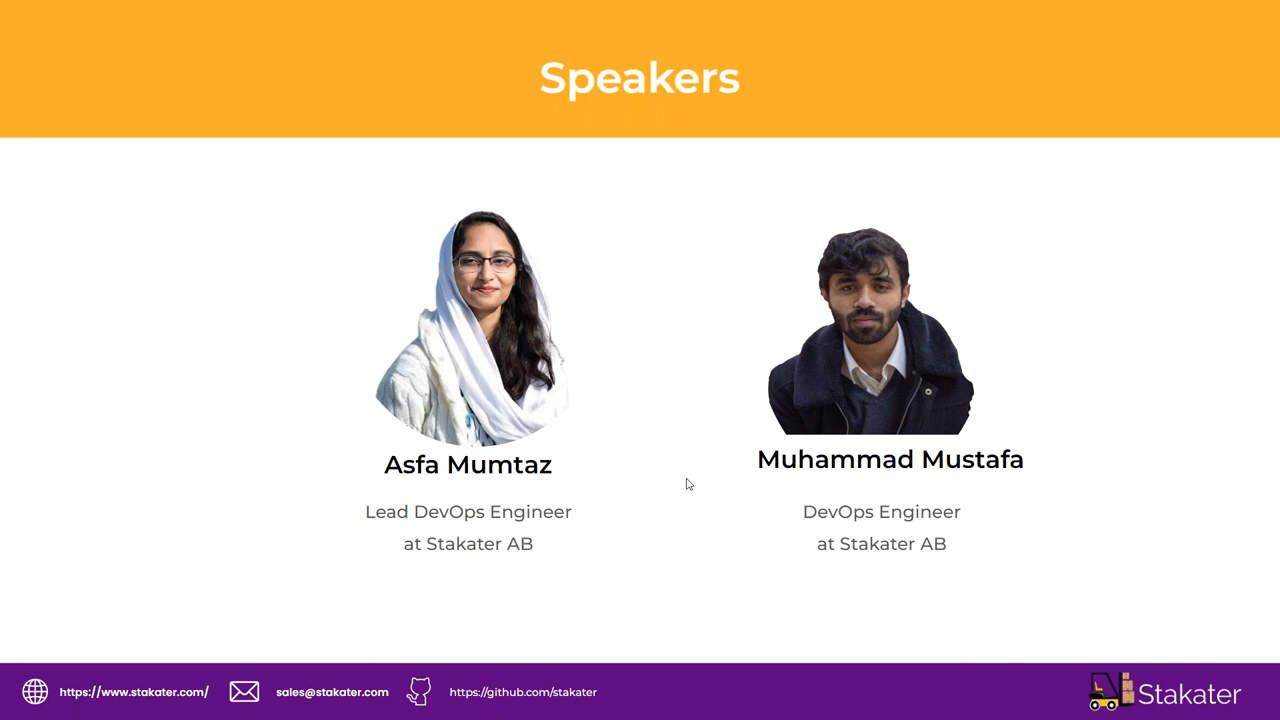 Speakers
Asfa Mumtaz
Lead DevOps Engineer
at Stakater AB
Muhammad Mustafa
DevOps Engineer
at Stakater AB
https://www.stakater.com/
sales@stakater.com
https://github.com/stakater
Stakater